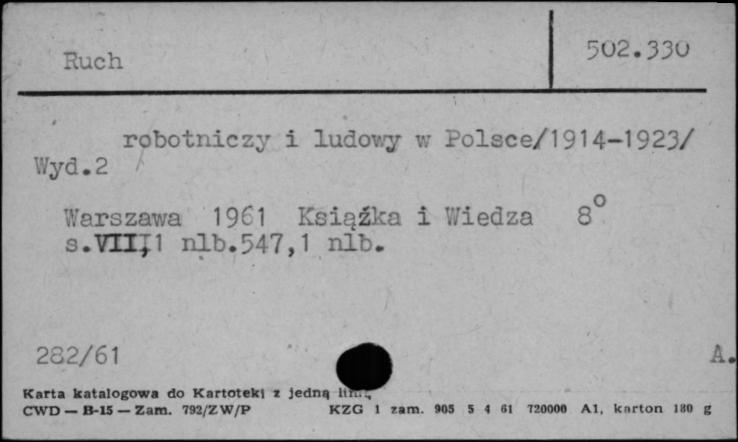 Ruch
502.330
robotniczy i ludowy w Polsce/1914-1923/
Wyd.2
Warszawa 1961 Książka i Wiedza 8°
s.VII,1 nlb.547,1 nlb.
282/61
A.
Karta katalogowa do Kartoteki z jedną
CWD — B-15 — Zam. 792/ZW/P KZG 1 zam. 905 5 4 61 720000 A1, karton 180 g